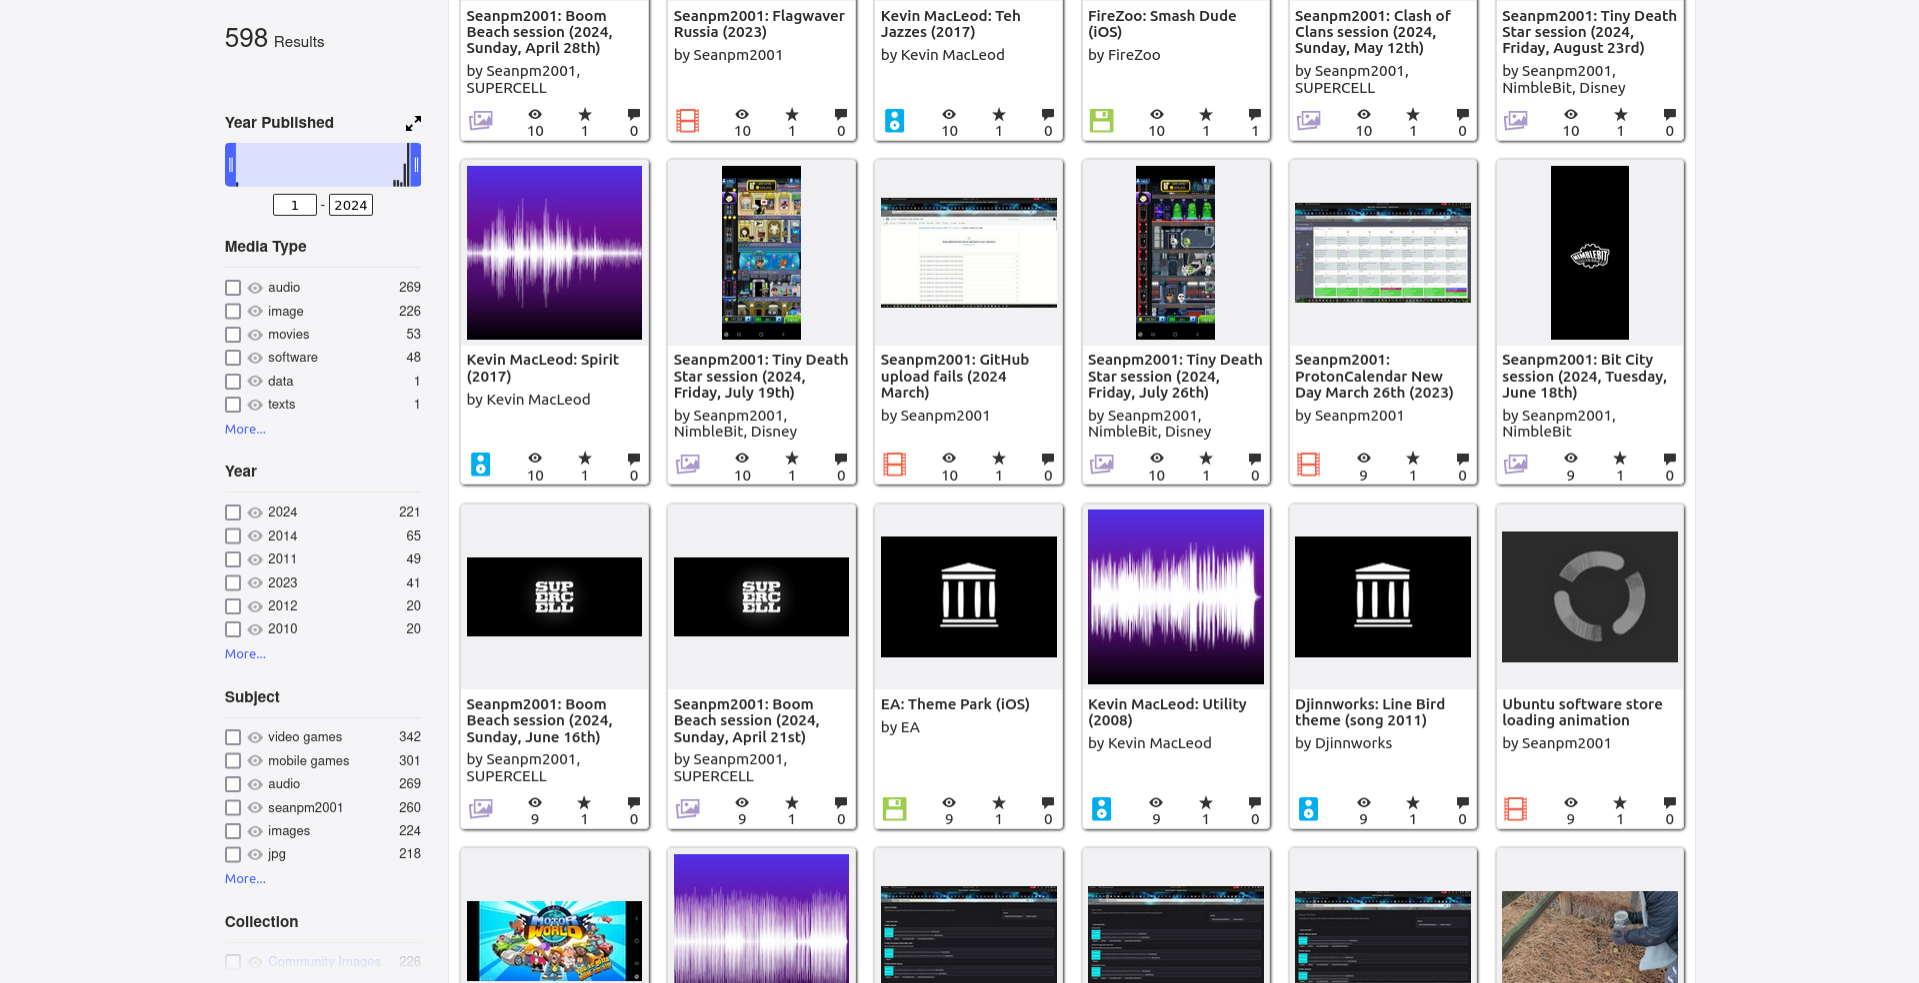 598 Results
Year Published
1 - 2024
Media Type
audio 269
image 226
movies 53
software 48
data 1
texts 1
More...
Year
2024 221
2014 65
2011 49
2023 41
2012 20
2010 20
More...
Subject
video games 342
mobile games 301
audio 269
seanpm2001 260
images 224
jpg 218
More...
Collection
Community Images 226
Seanpm2001: Boom
Beach session (2024,
Sunday, April 28th)
by Seanpm2001,
SUPERCELL
10 1 0
Seanpm2001: Flagwaver
Russia (2023)
by Seanpm2001
10 1 0
Kevin MacLeod: Teh
Jazzes (2017)
by Kevin MacLeod
10 1 0
FireZoo: Smash Dude
(iOS)
by FireZoo
10 1 1
Seanpm2001: Clash of
Clans session (2024,
Sunday, May 12th)
by Seanpm2001,
SUPERCELL
10 1 0
Seanpm2001: Tiny Death
Star session (2024,
Friday, August 23rd)
by Seanpm2001,
NimbleBit, Disney
10 1 0
Kevin MacLeod: Spirit
(2017)
by Kevin MacLeod
10 1 0
Seanpm2001: Tiny Death
Star session (2024,
Friday, July 19th)
by Seanpm2001,
NimbleBit, Disney
10 1 0
Seanpm2001: GitHub
upload fails (2024
March)
by Seanpm2001
10 1 0
Seanpm2001: Tiny Death
Star session (2024,
Friday, July 26th)
by Seanpm2001,
NimbleBit, Disney
10 1 0
Seanpm2001:
ProtonCalendar New
Day March 26th (2023)
by Seanpm2001
9 1 0
NIMBLEBIT
Seanpm2001: Bit City
session (2024, Tuesday,
June 18th)
by Seanpm2001,
NimbleBit
9 1 0
SUP
ERC
ELL
Seanpm2001: Boom
Beach session (2024,
Sunday, June 16th)
by Seanpm2001,
SUPERCELL
9 1 0
SUP
ERC
ELL
Seanpm2001: Boom
Beach session (2024,
Sunday, April 21st)
by Seanpm2001,
SUPERCELL
9 1 0
EA: Theme Park (iOS)
by EA
9 1 0
Kevin MacLeod: Utility
(2008)
by Kevin MacLeod
9 1 0
Djinnworks: Line Bird
theme (song 2011)
by Djinnworks
9 1 0
Ubuntu software store
loading animation
by Seanpm2001
9 1 0
MOTOR
WORLD